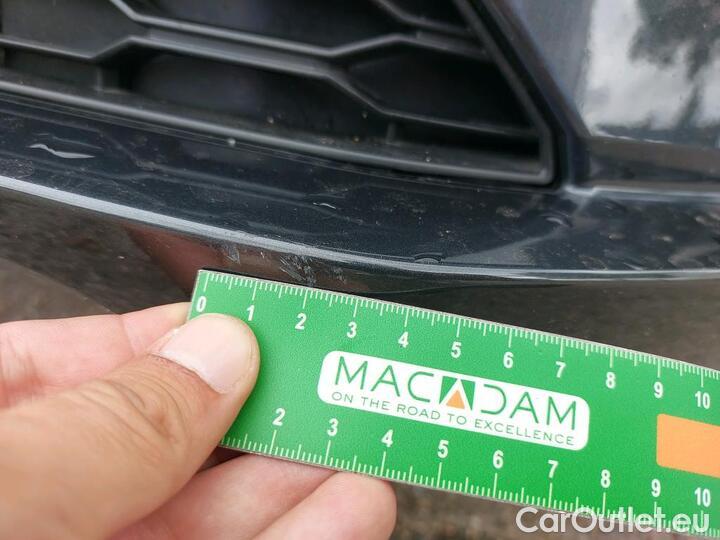 0 1 2 3 4 5 6 7 8 9 10
MACADAM
ON THE ROAD TO EXCELLENCE
2 3 4 5 6 7 8 9 10
CarOutlet.eu